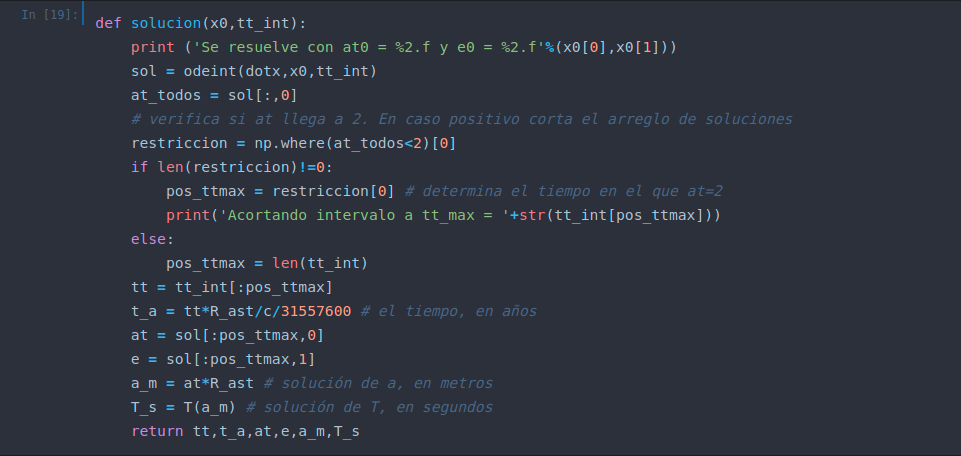 In [19]:
def solucion(x0,tt_int):
    print ('Se resuelve con at0 = %2.f y e0 = %2.f'%(x0[0],x0[1]))
    sol = odeint(dotx,x0,tt_int)
    at_todos = sol[:,0]
    # verifica si at llega a 2. En caso positivo corta el arreglo de soluciones
    restriccion = np.where(at_todos<2)[0]
    if len(restriccion)!=0:
        pos_ttmax = restriccion[0] # determina el tiempo en el que at=2
        print('Acortando intervalo a tt_max = '+str(tt_int[pos_ttmax]))
    else:
        pos_ttmax = len(tt_int)
    tt = tt_int[:pos_ttmax]
    t_a = tt*R_ast/c/31557600 # el tiempo, en años
    at = sol[:pos_ttmax,0]
    e = sol[:pos_ttmax,1]
    a_m = at*R_ast # solución de a, en metros
    T_s = T(a_m) # solución de T, en segundos
    return tt,t_a,at,e,a_m,T_s